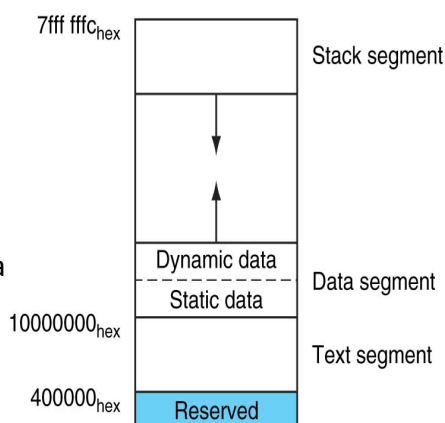 7fff fffc hex
Stack segment
a
Dynamic data
Static data
Data segment
10000000 hex
Text segment
400000 hex
Reserved